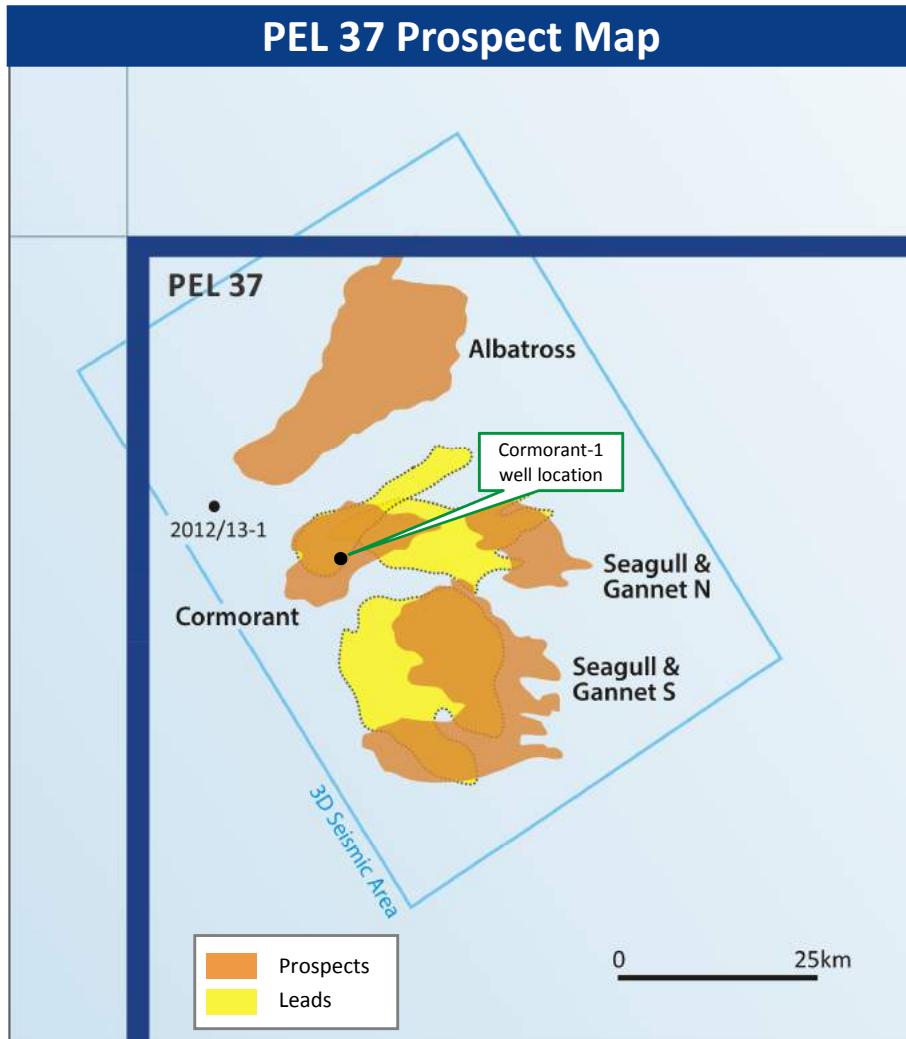 PEL 37 Prospect Map
PEL 37
Albatross
Cormorant-1
well location
2012/13-1
Seagull &
Gannet N
Cormorant
Seagull &
Gannet S
3D Seismic Area
Prospects
Leads
0 25km